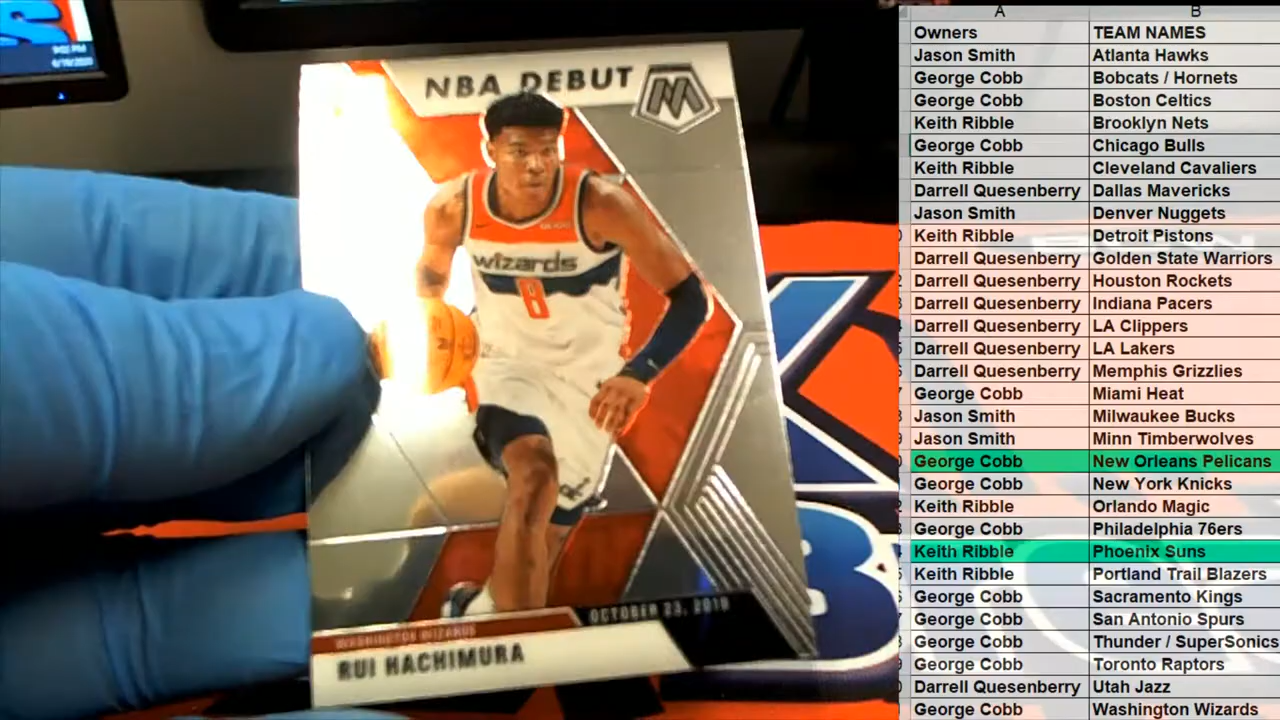 NBA DEBUT
wizards
8
OCTOBER 23, 2019
WASHINGTON WIZARDS
RUI HACHIMURA
A B
Owners TEAM NAMES
Jason Smith Atlanta Hawks
George Cobb Bobcats / Hornets
George Cobb Boston Celtics
Keith Ribble Brooklyn Nets
George Cobb Chicago Bulls
Keith Ribble Cleveland Cavaliers
Darrell Quesenberry Dallas Mavericks
Jason Smith Denver Nuggets
Keith Ribble Detroit Pistons
Darrell Quesenberry Golden State Warriors
Darrell Quesenberry Houston Rockets
Darrell Quesenberry Indiana Pacers
Darrell Quesenberry LA Clippers
Darrell Quesenberry LA Lakers
Darrell Quesenberry Memphis Grizzlies
George Cobb Miami Heat
Jason Smith Milwaukee Bucks
Jason Smith Minn Timberwolves
George Cobb New Orleans Pelicans
George Cobb New York Knicks
Keith Ribble Orlando Magic
George Cobb Philadelphia 76ers
Keith Ribble Phoenix Suns
Keith Ribble Portland Trail Blazers
George Cobb Sacramento Kings
George Cobb San Antonio Spurs
George Cobb Thunder / SuperSonics
George Cobb Toronto Raptors
Darrell Quesenberry Utah Jazz
George Cobb Washington Wizards